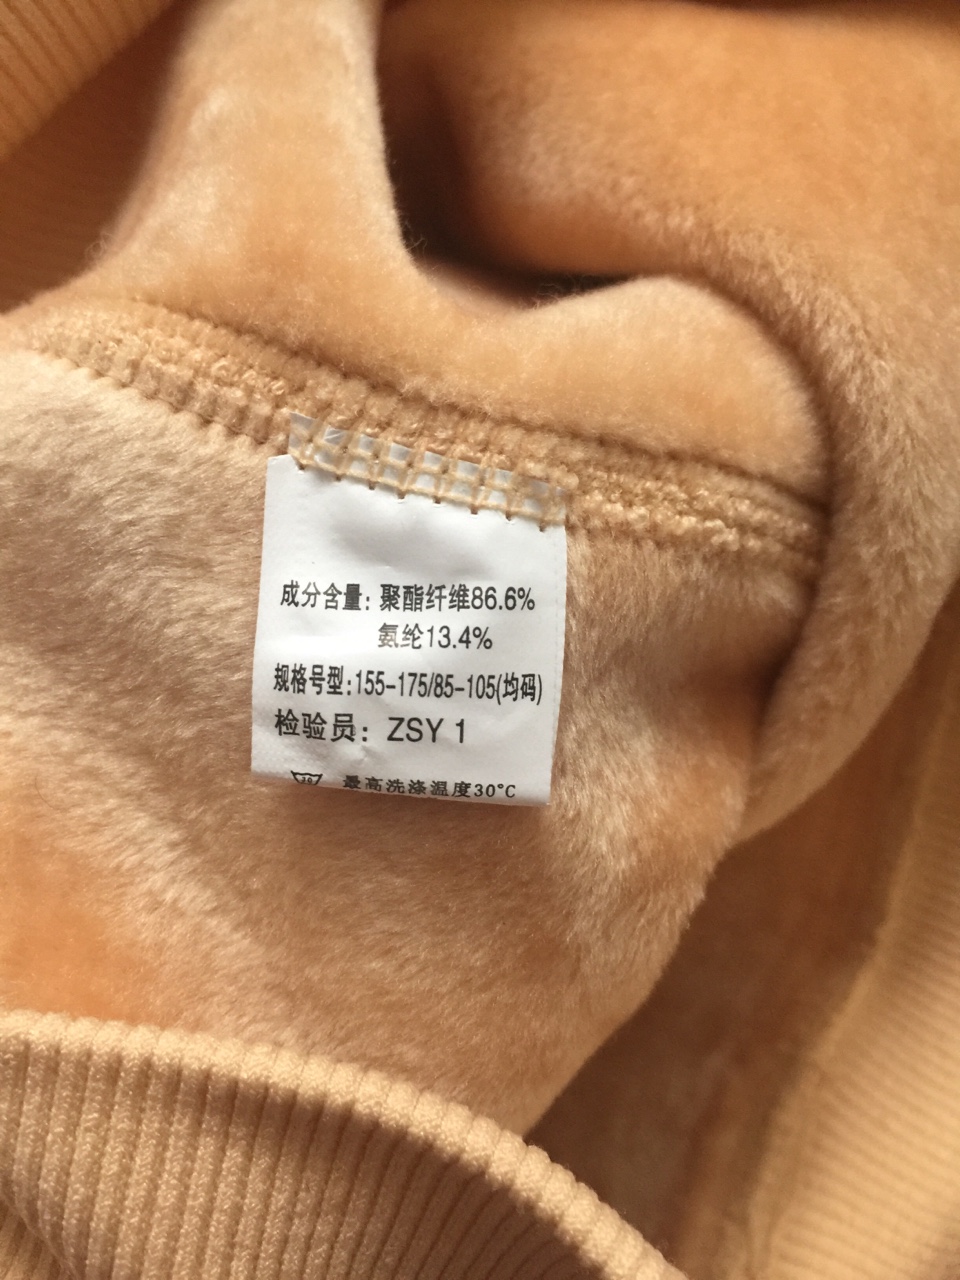 成分含量: 聚酯纤维86.6%
氨纶13.4%
规格号型:155-175/85-105(均码)
检验员: ZSY 1
30 最高洗涤温度30°C